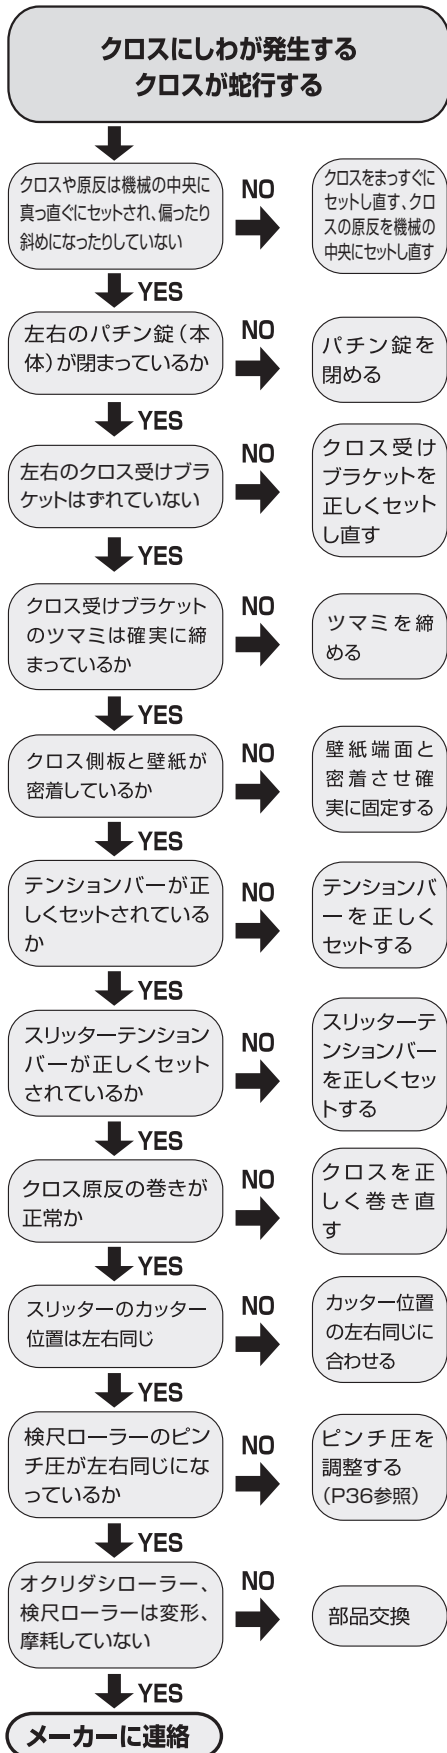 クロスにしわが発生する
クロスが蛇行する
クロスや原反は機械の中央に
真っ直ぐにセットされ、偏ったり
斜めになったりしていない
NO
クロスをまっすぐに
セットし直す、クロ
スの原反を機械の
中央にセットし直す
YES
左右のパチン錠（本
体）が閉まっているか
NO
パチン錠を
閉める
YES
左右のクロス受けブラ
ケットはずれていない
NO
クロス受け
ブラケットを
正しくセット
し直す
YES
クロス受けブラケット
のツマミは確実に締
まっているか
NO
ツマミを締
める
YES
クロス側板と壁紙が
密着しているか
NO
壁紙端面と
密着させ確
実に固定する
YES
テンションバーが正
しくセットされている
か
NO
テンションバ
ーを正しく
セットする
YES
スリッターテンション
バーが正しくセット
されているか
NO
スリッターテ
ンションバー
を正しくセッ
トする
YES
クロス原反の巻きが
正常か
NO
クロスを正
しく巻き直
す
YES
スリッターのカッター
位置は左右同じ
NO
カッター位置
の左右同じに
合わせる
YES
検尺ローラーのピン
チ圧が左右同じにな
っているか
NO
ピンチ圧を
調整する
(P36参照)
YES
オクリダシローラー、
検尺ローラーは変形、
摩耗していない
NO
部品交換
YES
メーカーに連絡